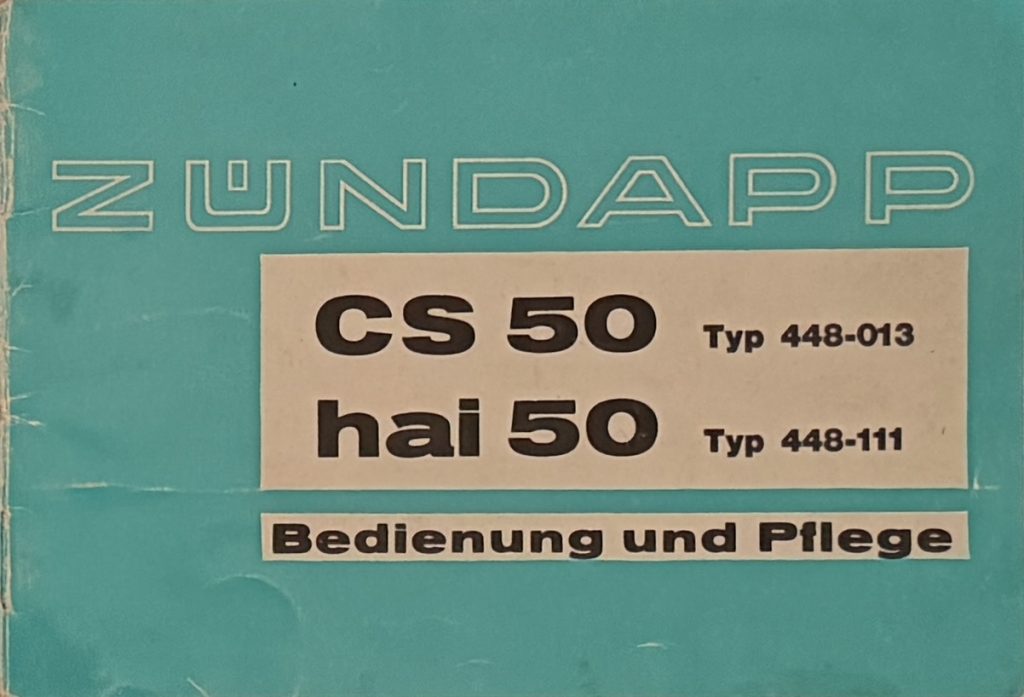 ZÜNDAPP
CS 50 Typ 448-013
hai 50 Typ 448-111
Bedienung und Pflege